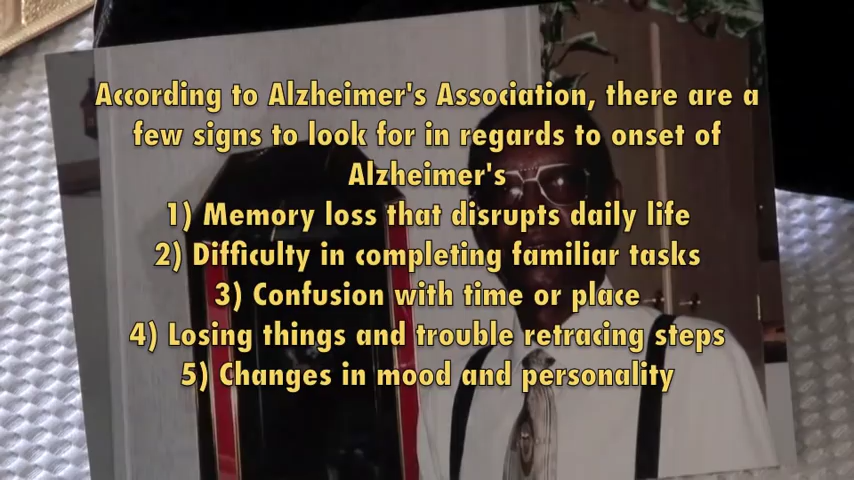 According to Alzheimer's Association, there are a
few signs to look for in regards to onset of
Alzheimer's
1) Memory loss that disrupts daily life
2) Difficulty in completing familiar tasks
3) Confusion with time or place
4) Losing things and trouble retracing steps
5) Changes in mood and personality